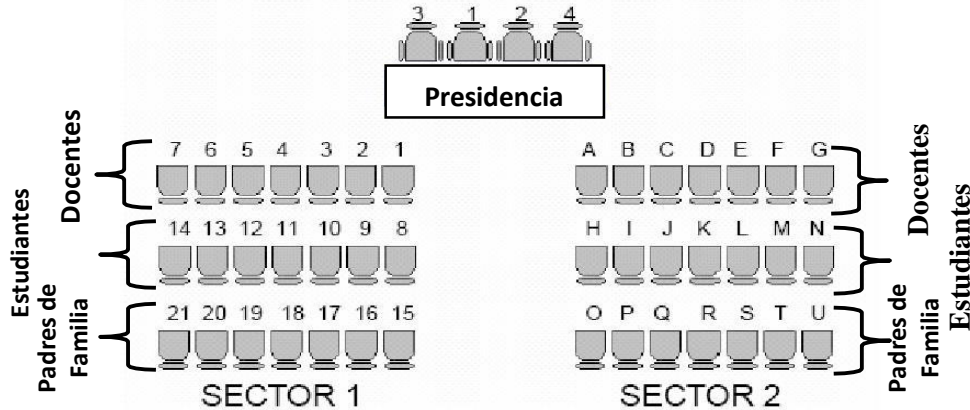 3 1 2 4
Presidencia
Docentes
7 6 5 4 3 2 1
A B C D E F G
Docentes
Estudiantes
14 13 12 11 10 9 8
H I J K L M N
Estudiantes
Padres de
Familia
21 20 19 18 17 16 15
O P Q R S T U
Padres de
Familia
SECTOR 1
SECTOR 2